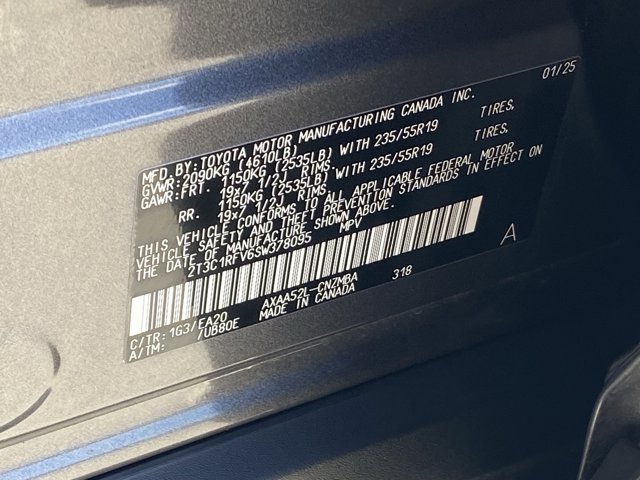 MFD.BY:TOYOTA MOTOR MANUFACTURING CANADA INC. 01/25
GVWR:2090KG (4610LB)
GAWR:FRT. 1150KG (2535LB) WITH 235/55R19 TIRES,
19x7 1/2J RIMS,
RR. 1150KG (2535LB) WITH 235/55R19 TIRES,
19x7 1/2J RIMS,
THIS VEHICLE CONFORMS TO ALL APPLICABLE FEDERAL MOTOR
VEHICLE SAFETY, AND THEFT PREVENTION STANDARDS IN EFFECT ON
THE DATE OF MANUFACTURE SHOWN ABOVE.
2T3C1RFV6SW378095 MPV
A
C/TR: 1G3/EA20 AXAA52L-CNZMBA 318
A/TM: /UB80E MADE IN CANADA